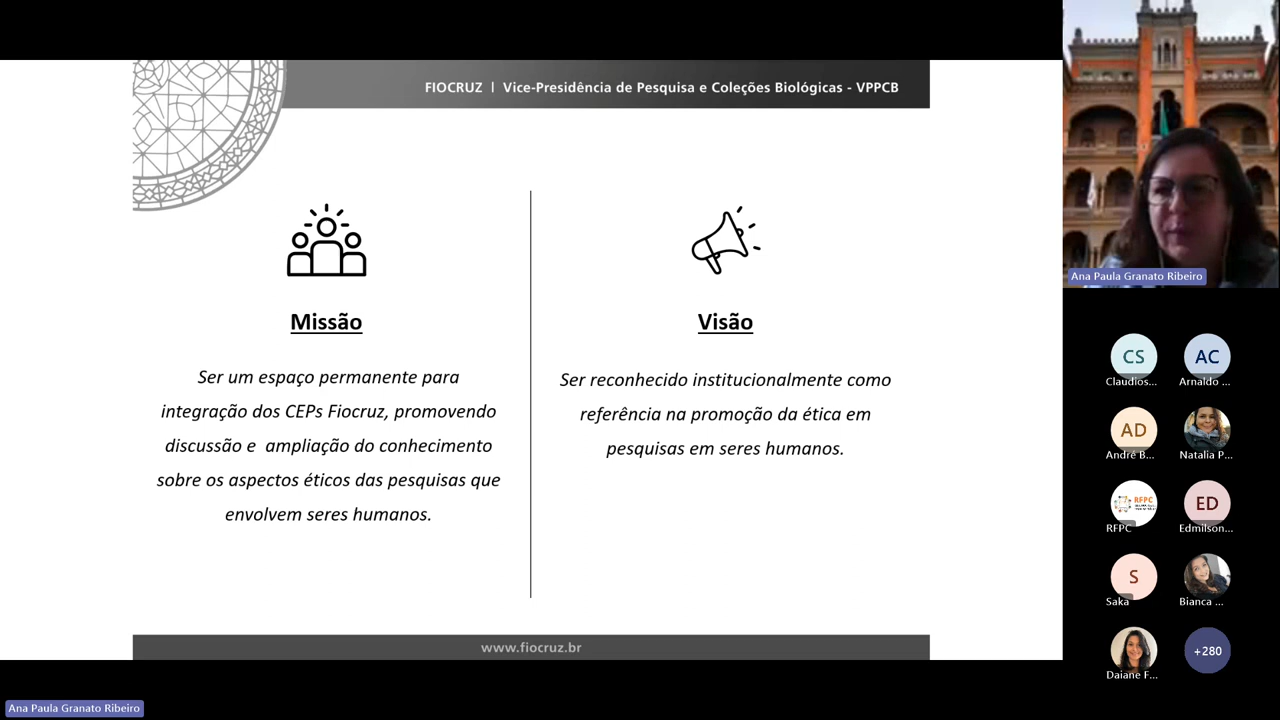 FIOCRUZ | Vice-Presidência de Pesquisa e Coleções Biológicas - VPPCB
Missão
Ser um espaço permanente para
integração dos CEPs Fiocruz, promovendo
discussão e ampliação do conhecimento
sobre os aspectos éticos das pesquisas que
envolvem seres humanos.
Visão
Ser reconhecido institucionalmente como
referência na promoção da ética em
pesquisas em seres humanos.
www.fiocruz.br
Ana Paula Granato Ribeiro
CS
Claudios...
AC
Arnaldo ...
AD
André B...
Natalia P...
RFPC
RFPC
ED
Edmilson...
S
Saka
Bianca ...
Daiane F...
+280
Ana Paula Granato Ribeiro